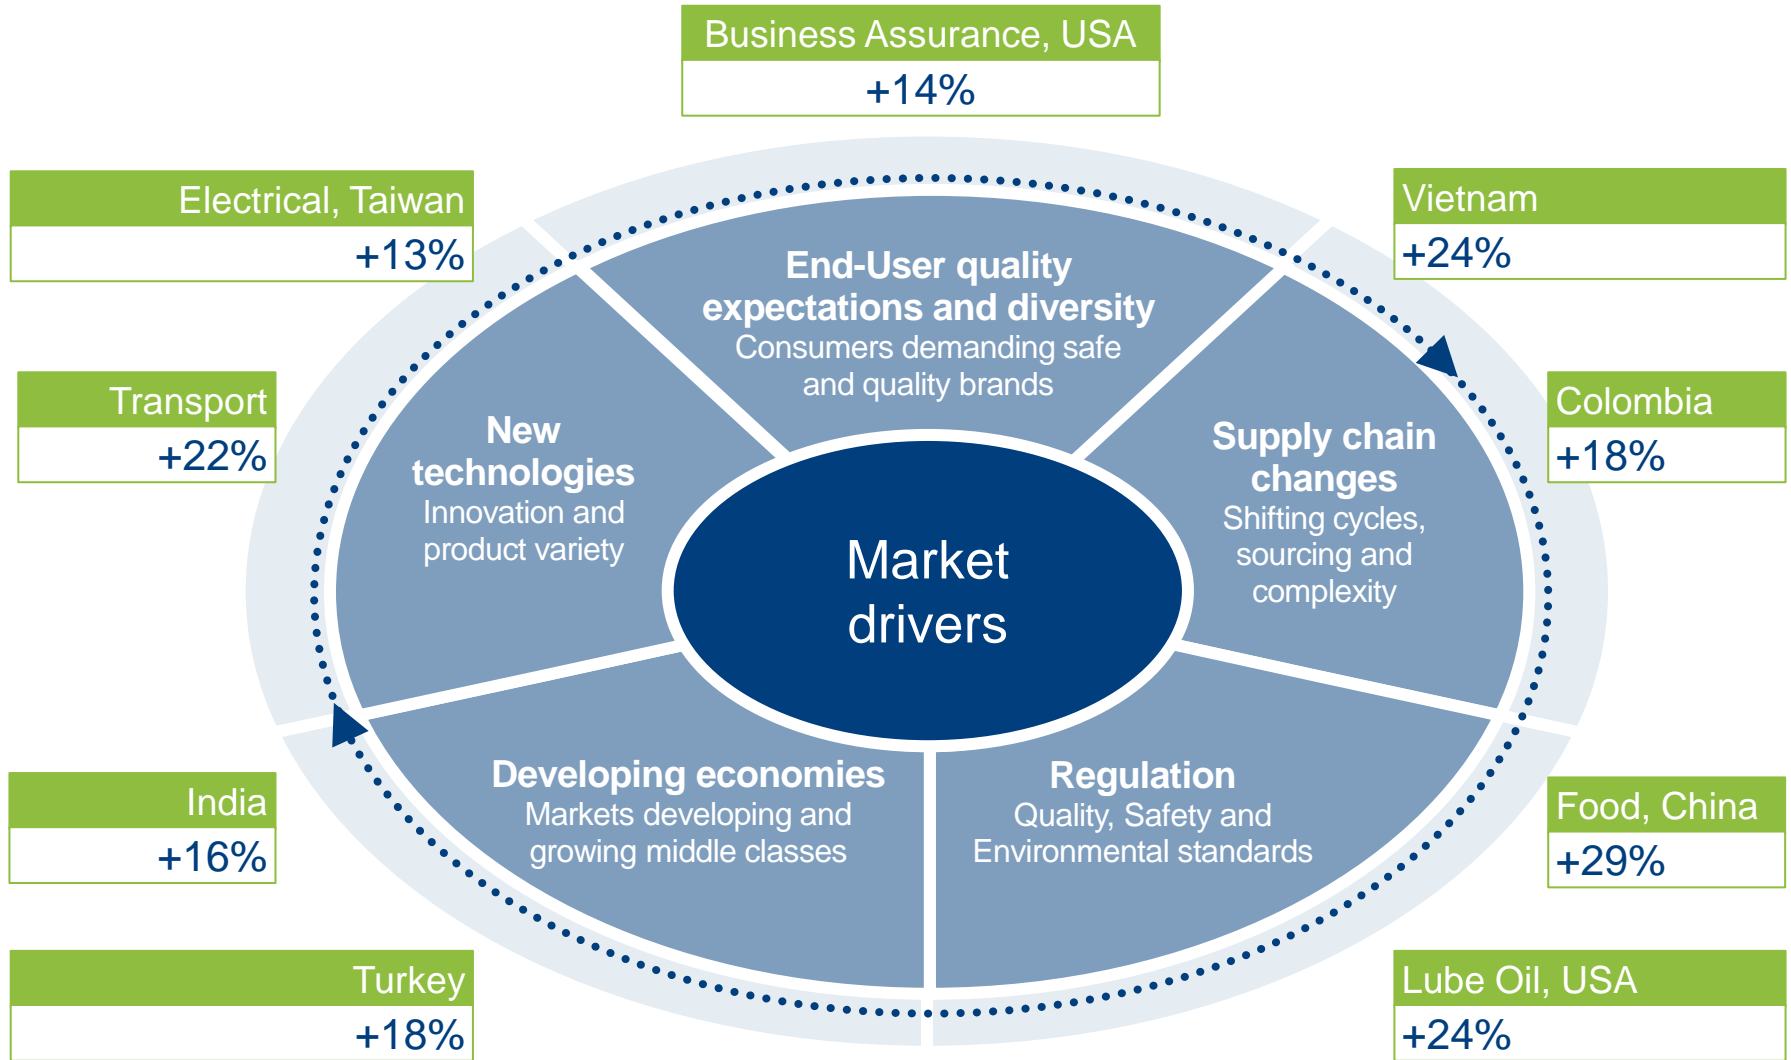 Business Assurance, USA
+14%
Electrical, Taiwan
+13%
Vietnam
+24%
End-User quality
expectations and diversity
Consumers demanding safe
and quality brands
Transport
+22%
Colombia
+18%
New
technologies
Innovation and
product variety
Supply chain
changes
Shifting cycles,
sourcing and
complexity
Market
drivers
Developing economies
Markets developing and
growing middle classes
Regulation
Quality, Safety and
Environmental standards
India
+16%
Food, China
+29%
Turkey
+18%
Lube Oil, USA
+24%